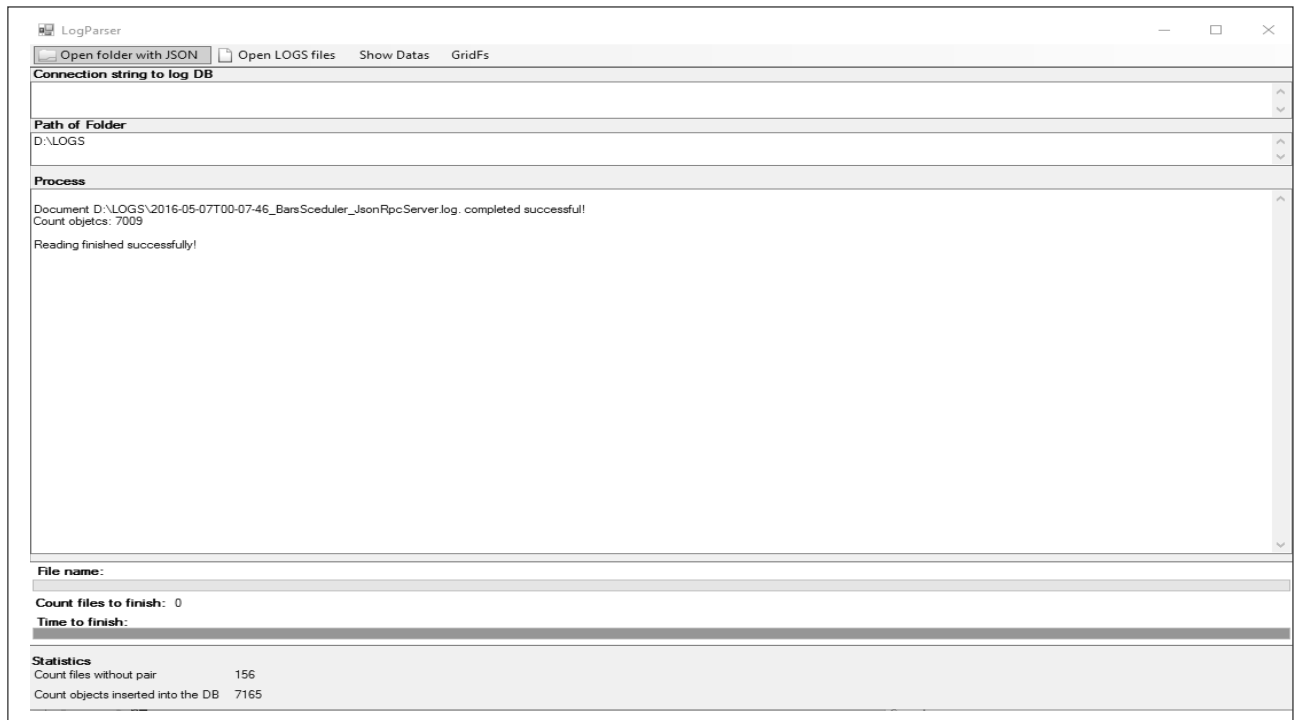 LogParser
Open folder with JSON Open LOGS files Show Datas GridFs
Connection string to log DB
Path of Folder
D:\LOGS
Process
Document D:\LOGS\2016-05-07T00-07-46_BarsSceduler_JsonRpcServer.log. completed successful!
Count objetcs: 7009
Reading finished successfully!
File name:
Count files to finish: 0
Time to finish:
Statistics
Count files without pair 156
Count objects inserted into the DB 7165